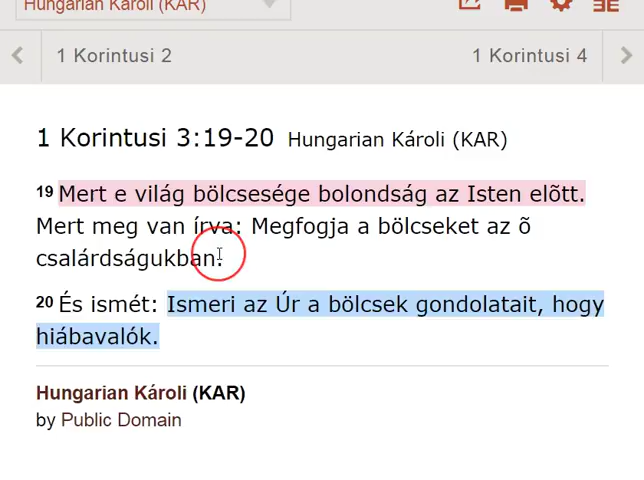 Hungarian Károli (KAR)
1 Korintusi 2
1 Korintusi 4
1 Korintusi 3:19-20 Hungarian Károli (KAR)
19 Mert e világ bölcsesége bolondság az Isten elõtt.
Mert meg van írva: Megfogja a bölcseket az õ
csalárdságukban.
20 És ismét: Ismeri az Úr a bölcsek gondolatait, hogy
hiábavalók.
Hungarian Károli (KAR)
by Public Domain